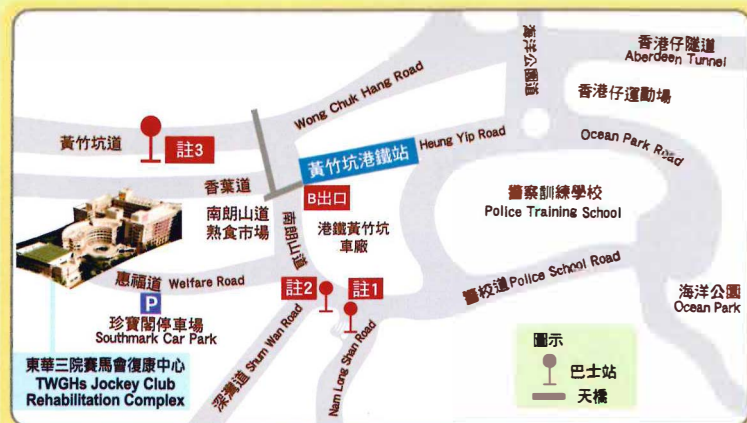 香港仔隧道
Aberdeen Tunnel
海洋公園道
Wong Chuk Hang Road
香港仔運動場
黃竹坑道
註3
黃竹坑港鐵站
Heung Yip Road
Ocean Park Road
香葉道
B出口
警察訓練學校
Police Training School
南朗山道
熟食市場
南朗山道
港鐵黃竹坑
車廠
惠福道 Welfare Road
註2
註1
警校道 Police School Road
海洋公園
Ocean Park
P
珍寶閣停車場
Southmark Car Park
深灣道 Shum Wan Road
Nam Long Shan Road
圖示
巴士站
天橋
東華三院賽馬會復康中心
TWGHs Jockey Club
Rehabilitation Complex